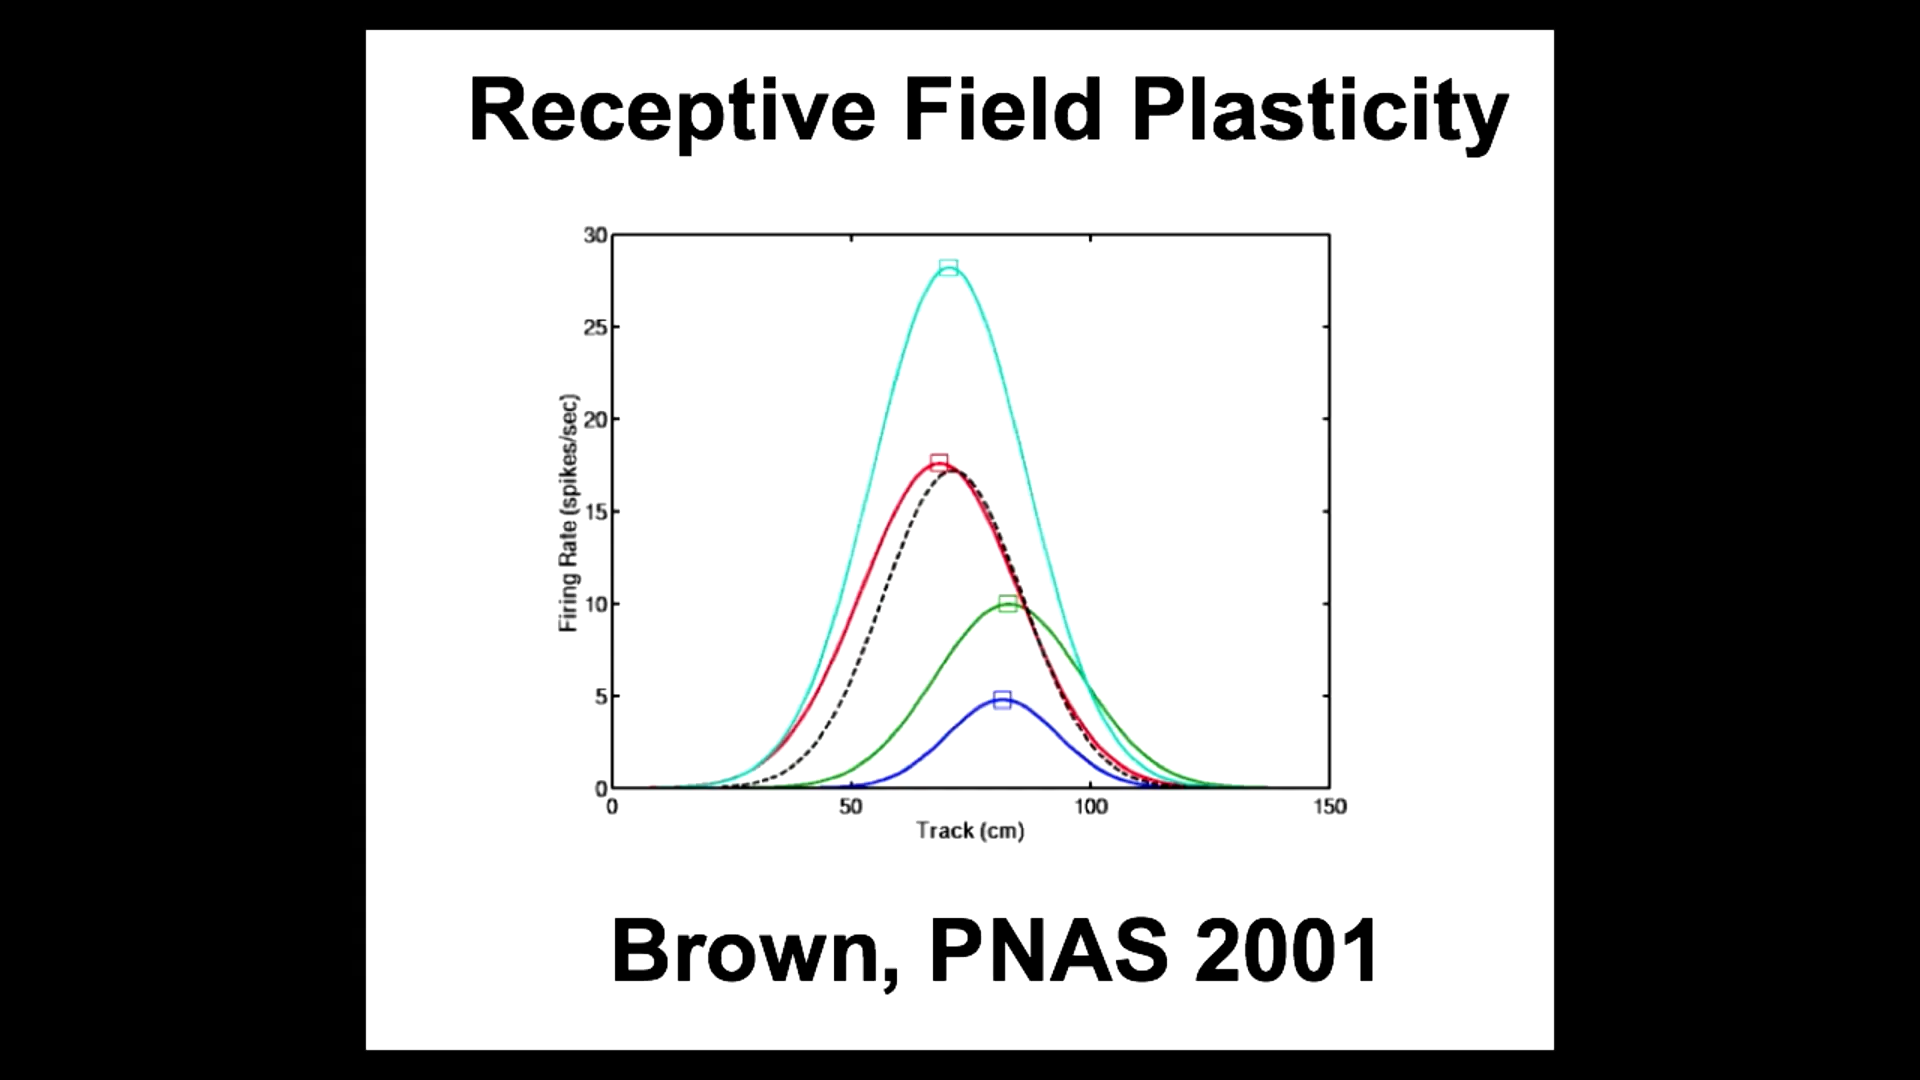 Receptive Field Plasticity
30
25
20
15
10
5
0
Firing Rate (spikes/sec)
0 50 100 150
Track (cm)
Brown, PNAS 2001